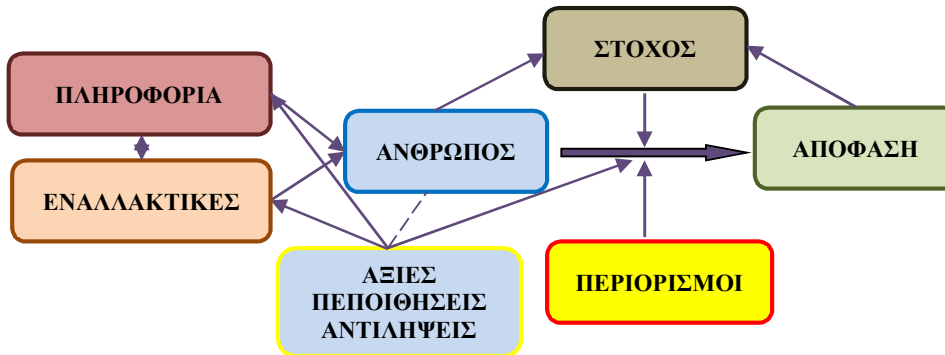 ΣΤΟΧΟΣ
ΠΛΗΡΟΦΟΡΙΑ
ΑΝΘΡΩΠΟΣ
ΑΠΟΦΑΣΗ
ΕΝΑΛΛΑΚΤΙΚΕΣ
ΑΞΙΕΣ
ΠΕΠΟΙΘΗΣΕΙΣ
ΑΝΤΙΛΗΨΕΙΣ
ΠΕΡΙΟΡΙΣΜΟΙ